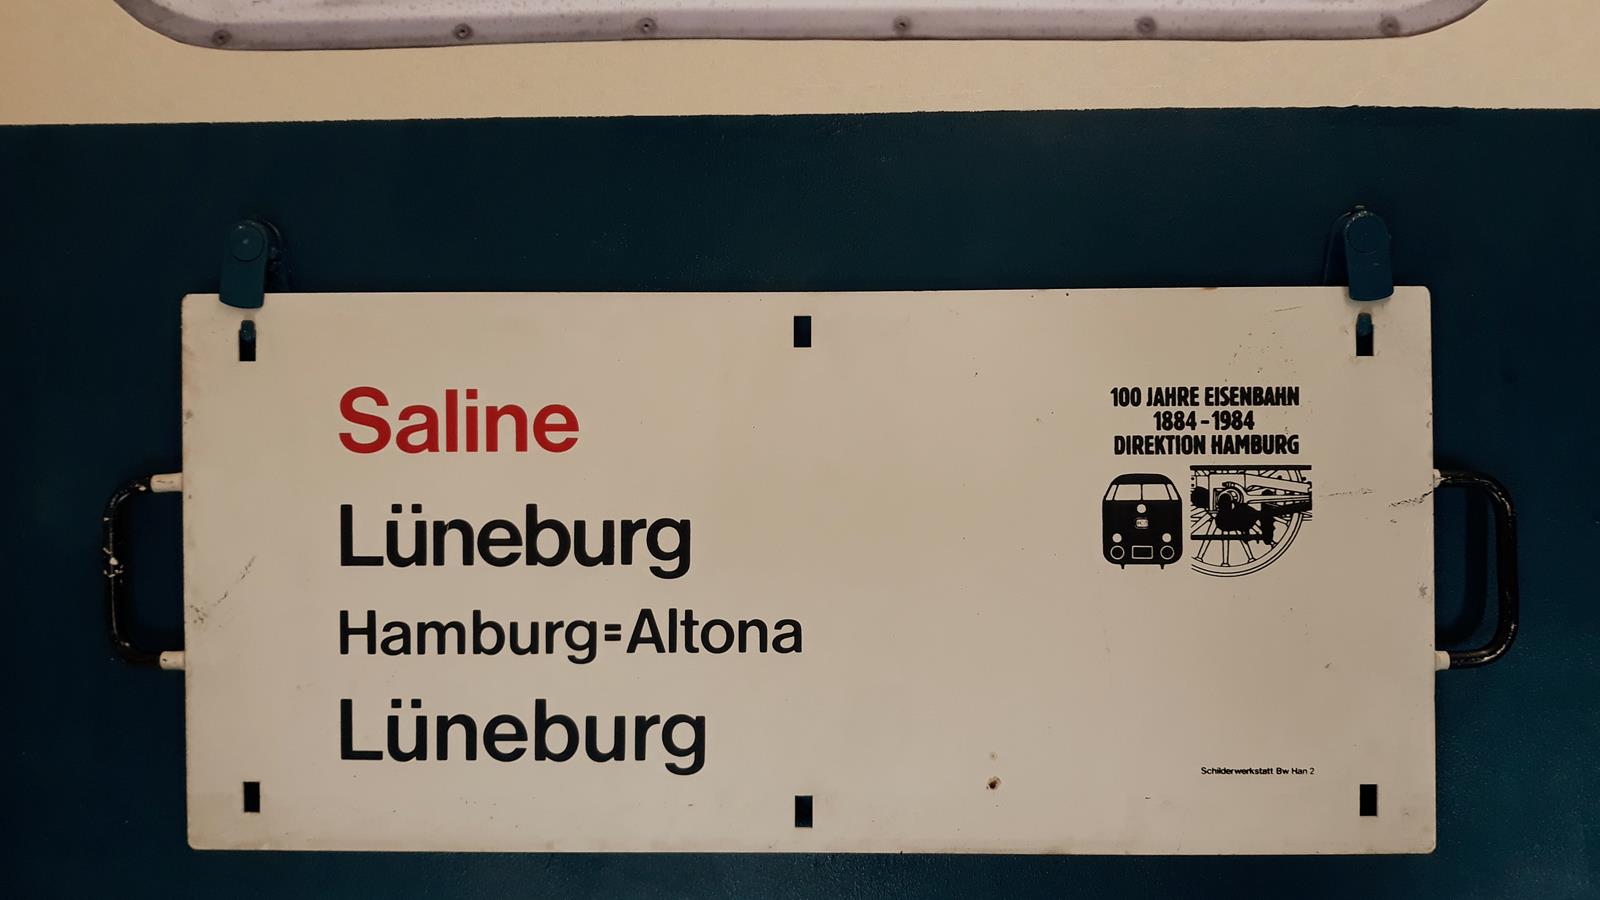 Saline
Lüneburg
Hamburg=Altona
Lüneburg
100 JAHRE EISENBAHN
1884-1984
DIREKTION HAMBURG
Schilderwerkstatt Bw Han 2